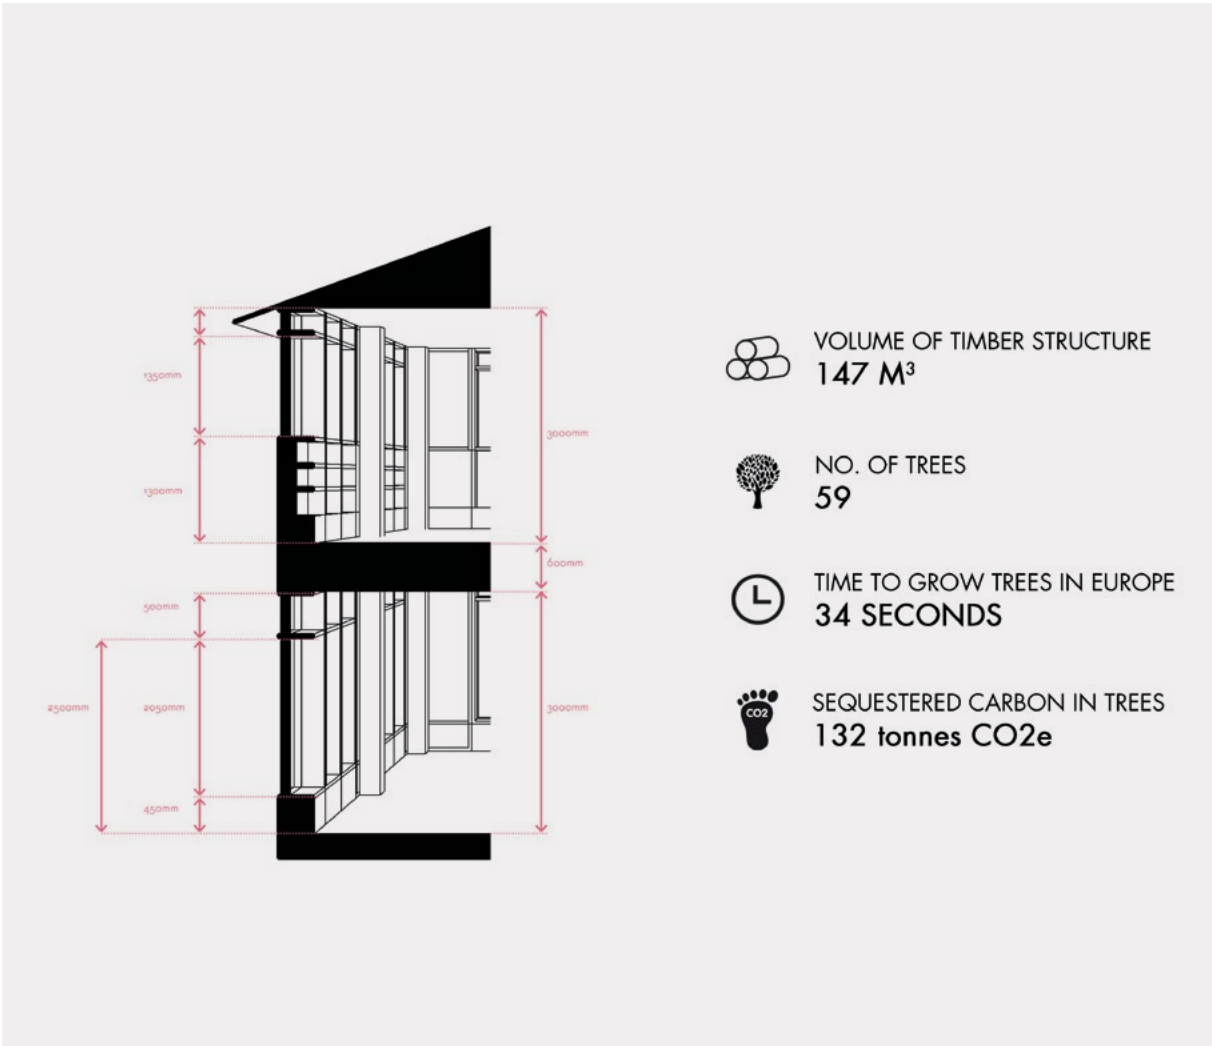 1350mm
1300mm
500mm
2050mm
2500mm
450mm
3000mm
600mm
3000mm
VOLUME OF TIMBER STRUCTURE
147 M³
NO. OF TREES
59
TIME TO GROW TREES IN EUROPE
34 SECONDS
SEQUESTERED CARBON IN TREES
CO2
132 tonnes CO2e